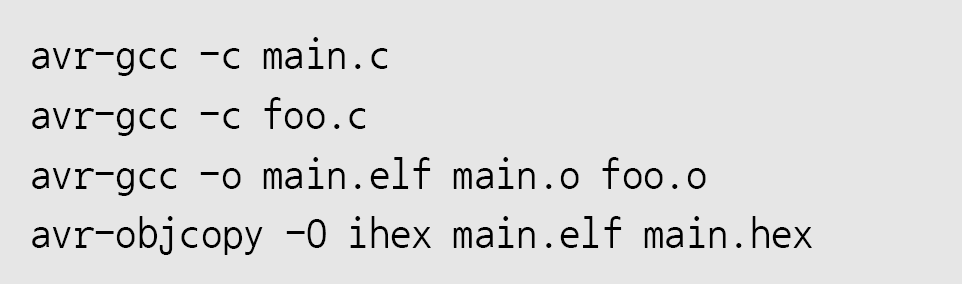 avr-gcc -c main.c
avr-gcc -c foo.c
avr-gcc -o main.elf main.o foo.o
avr-objcopy -O ihex main.elf main.hex